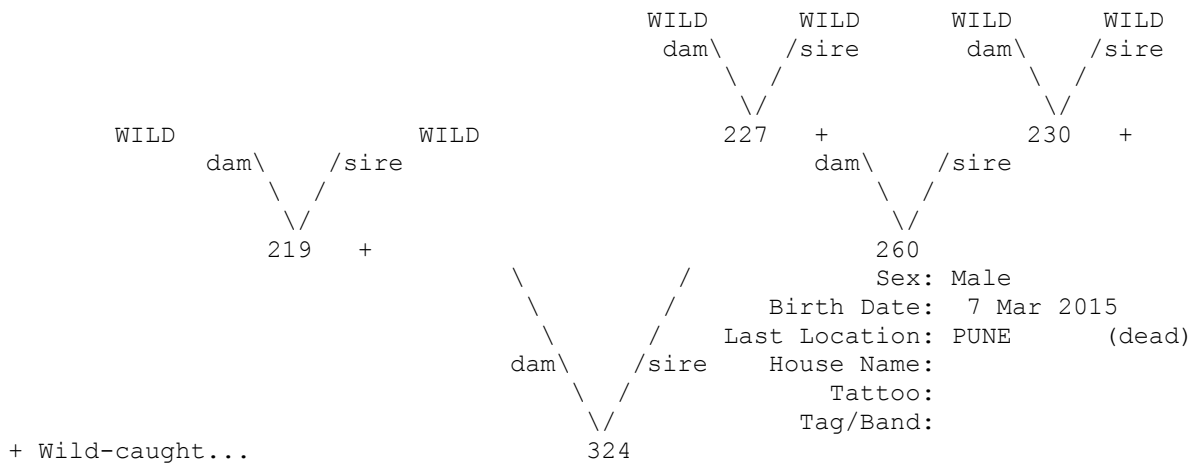 WILD WILD WILD WILD
dam\ /sire dam\ /sire
\ / \ /
\/ \/
WILD WILD 227 + 230 +
dam\ /sire dam\ /sire
\ / \ /
\/ \/
219 + 260
\ / Sex: Male
\ / Birth Date: 7 Mar 2015
\ / Last Location: PUNE (dead)
dam\ /sire House Name:
\ / Tattoo:
\/ Tag/Band:
+ Wild-caught... 324